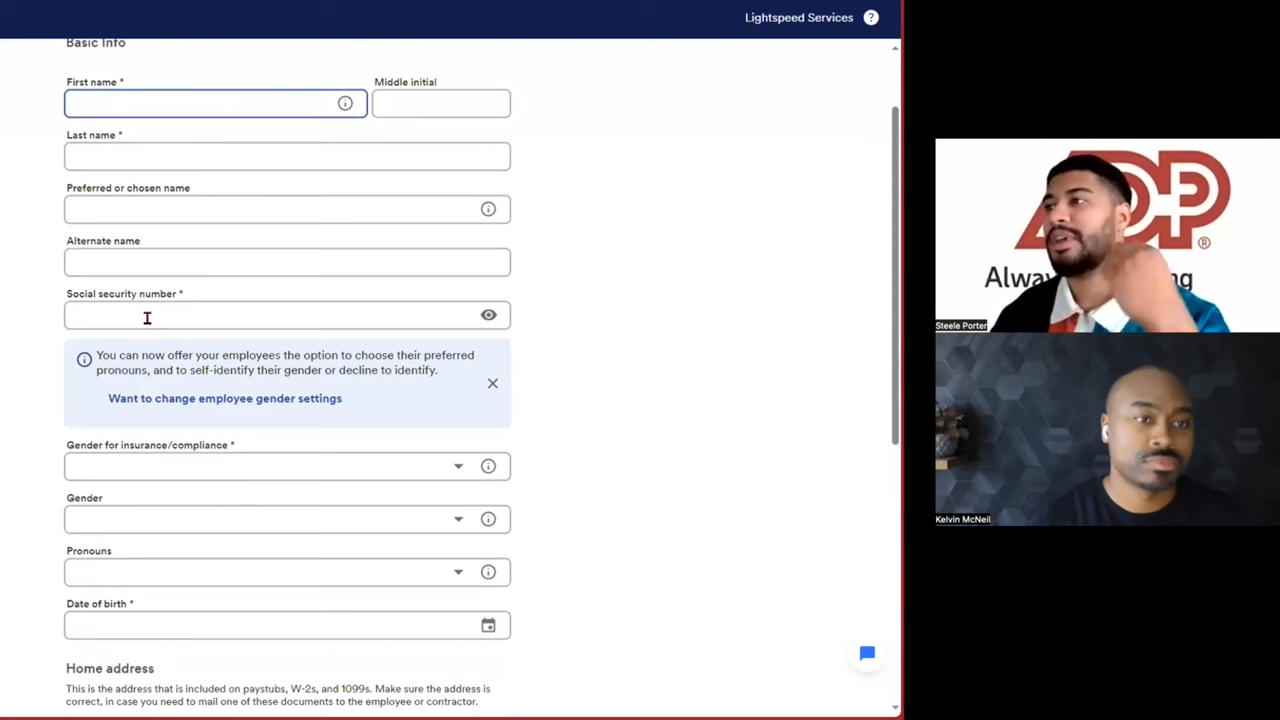 Lightspeed Services ?
Basic Info
First name *
Middle initial
Last name *
Preferred or chosen name
Alternate name
Social security number *
You can now offer your employees the option to choose their preferred
pronouns, and to self-identify their gender or decline to identify.
Want to change employee gender settings
Gender for insurance/compliance *
Gender
Pronouns
Date of birth *
Home address
This is the address that is included on paystubs, W-2s, and 1099s. Make sure the address is
correct, in case you need to mail one of these documents to the employee or contractor.
ADP®
Steele Porter
Kelvin McNeil